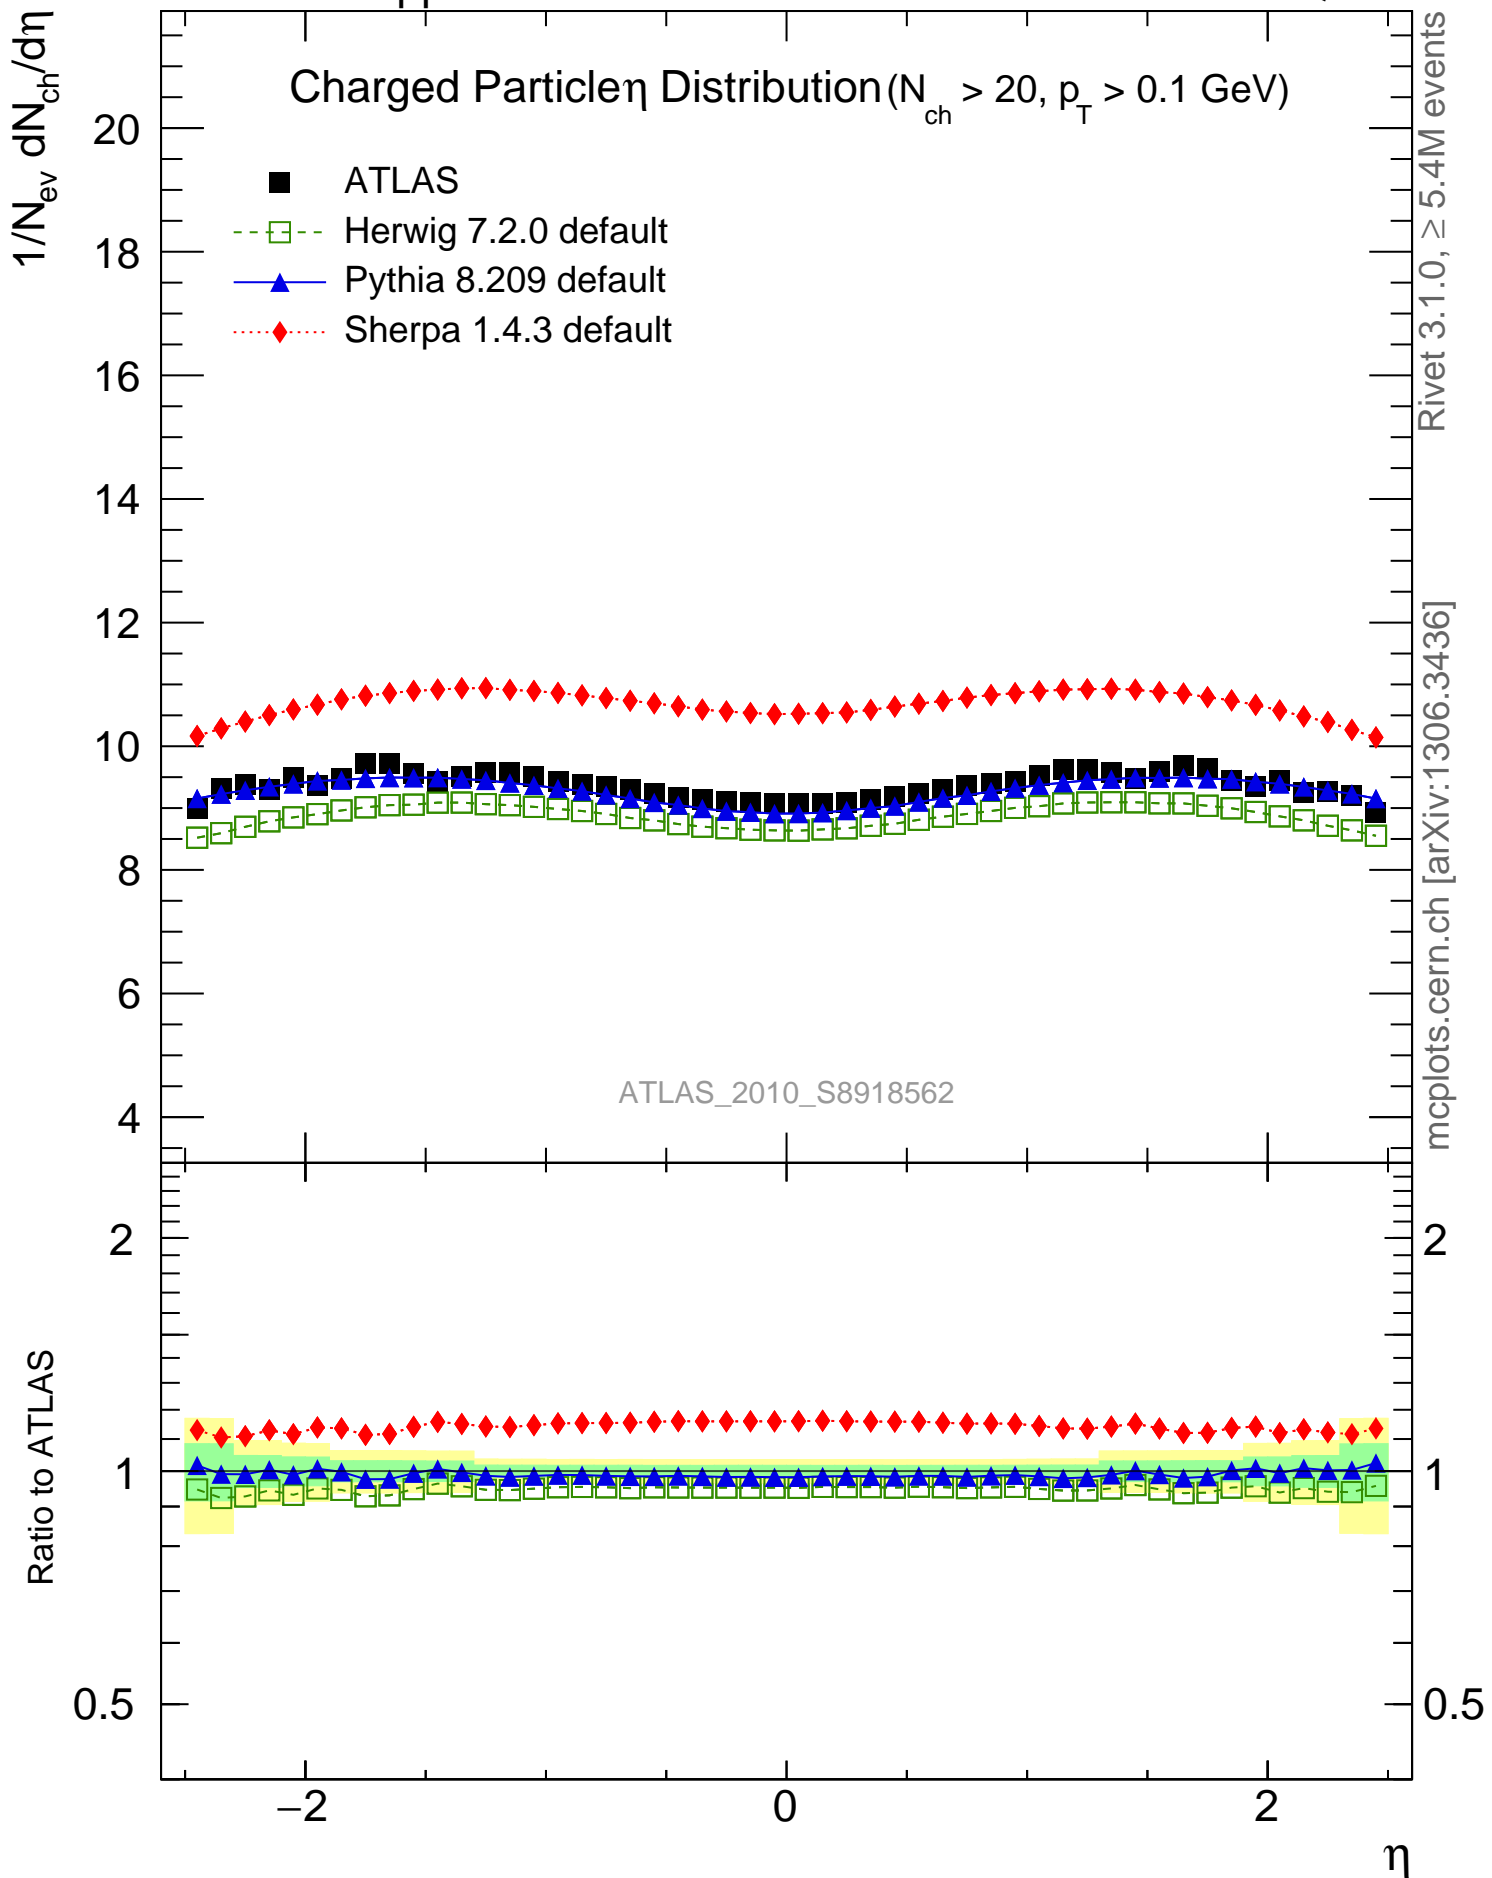 pp
Charged Particle η Distribution (N_ch > 20, p_T > 0.1 GeV)
1/N_ev dN_ch/dη
ATLAS
Herwig 7.2.0 default
Pythia 8.209 default
Sherpa 1.4.3 default
20
18
16
14
12
10
8
6
4
ATLAS_2010_S8918562
Rivet 3.1.0, ≥ 5.4M events
mcplots.cern.ch [arXiv:1306.3436]
Ratio to ATLAS
2
1
0.5
2
1
0.5
−2
0
2
η